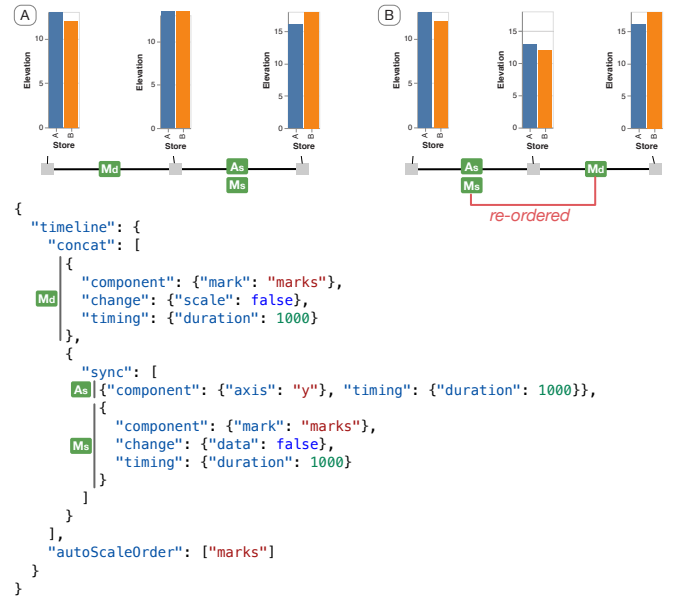 A
B
10
5
0
Elevation
A
B
Store
10
5
0
Elevation
A
B
Store
15
10
5
0
Elevation
A
B
Store
10
5
0
Elevation
A
B
Store
15
10
5
0
Elevation
A
B
Store
15
10
5
0
Elevation
A
B
Store
Md
As
Ms
As
Ms
Md
re-ordered
{
"timeline": {
"concat": [
{
"component": {"mark": "marks"},
Md
"change": {"scale": false},
"timing": {"duration": 1000}
},
{
"sync": [
As {"component": {"axis": "y"}, "timing": {"duration": 1000}},
{
"component": {"mark": "marks"},
Ms "change": {"data": false},
"timing": {"duration": 1000}
}
]
}
],
"autoScaleOrder": ["marks"]
}
}